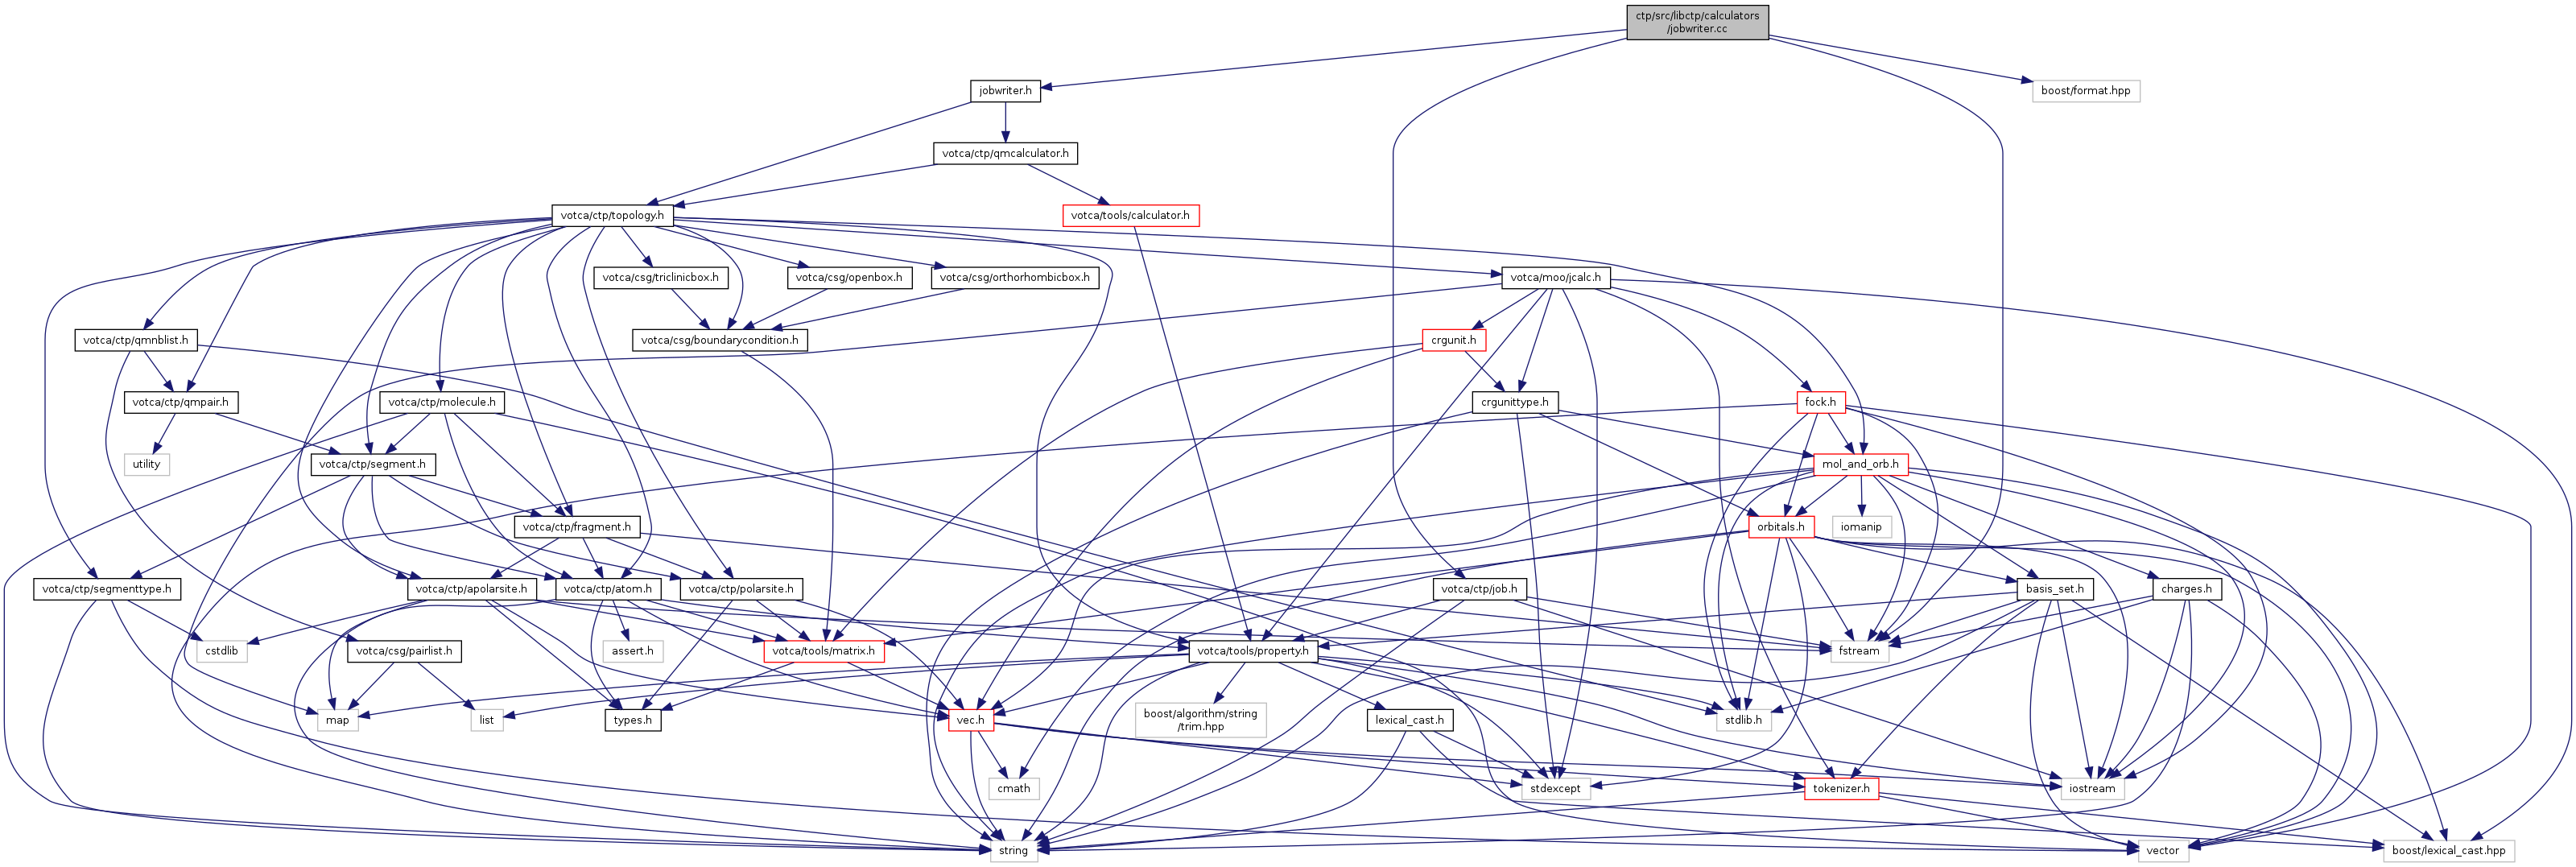 ctp/src/libctp/calculators
/jobwriter.cc
jobwriter.h
boost/format.hpp
votca/ctp/qmcalculator.h
votca/ctp/topology.h
votca/tools/calculator.h
votca/csg/triclinicbox.h
votca/csg/openbox.h
votca/csg/orthorhombicbox.h
votca/moo/jcalc.h
votca/ctp/qmnblist.h
votca/csg/boundarycondition.h
crgunit.h
votca/ctp/qmpair.h
votca/ctp/molecule.h
crgunittype.h
fock.h
utility
votca/ctp/segment.h
mol_and_orb.h
votca/ctp/fragment.h
orbitals.h
iomanip
votca/ctp/segmenttype.h
votca/ctp/apolarsite.h
votca/ctp/atom.h
votca/ctp/polarsite.h
votca/ctp/job.h
basis_set.h
charges.h
cstdlib
votca/csg/pairlist.h
assert.h
votca/tools/matrix.h
votca/tools/property.h
fstream
map
list
types.h
vec.h
boost/algorithm/string
/trim.hpp
lexical_cast.h
stdlib.h
cmath
stdexcept
tokenizer.h
iostream
string
vector
boost/lexical_cast.hpp